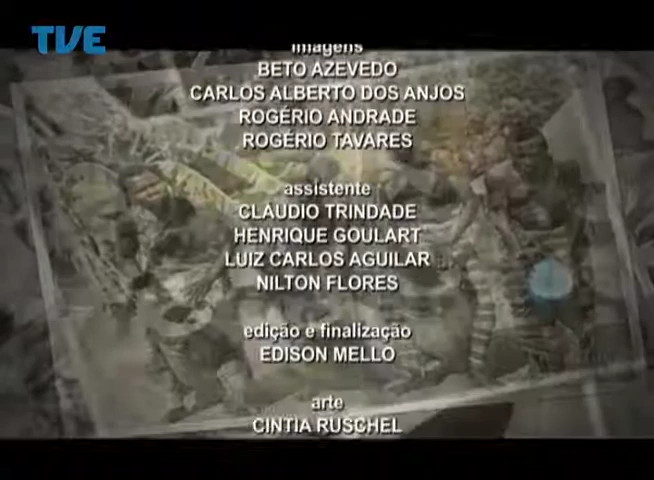 TVE
imagens
BETO AZEVEDO
CARLOS ALBERTO DOS ANJOS
ROGÉRIO ANDRADE
ROGÉRIO TAVARES
assistente
CLÁUDIO TRINDADE
HENRIQUE GOULART
LUIZ CARLOS AGUILAR
NILTON FLORES
edição e finalização
EDISON MELLO
arte
CINTIA RUSCHEL